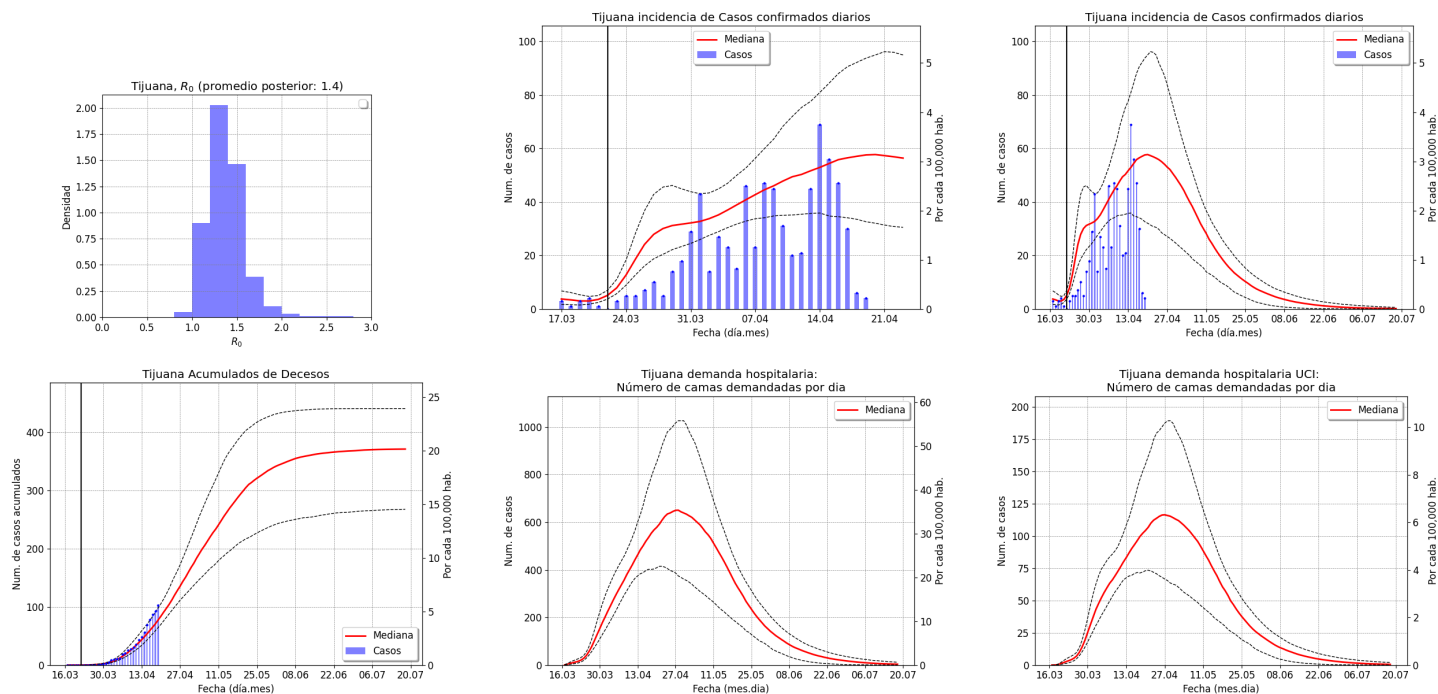 Tijuana, R0 (promedio posterior: 1.4)
Densidad
2.00
1.75
1.50
1.25
1.00
0.75
0.50
0.25
0.00
0.0 0.5 1.0 1.5 2.0 2.5 3.0
R0
Tijuana incidencia de Casos confirmados diarios
Mediana
Casos
Num. de casos
100
80
60
40
20
0
5
4
3
2
1
0
Por cada 100,000 hab.
17.03 24.03 31.03 07.04 14.04 21.04
Fecha (día.mes)
Tijuana incidencia de Casos confirmados diarios
Mediana
Casos
Num. de casos
100
80
60
40
20
0
5
4
3
2
1
0
Por cada 100,000 hab.
16.03 30.03 13.04 27.04 11.05 25.05 08.06 22.06 06.07 20.07
Fecha (día.mes)
Tijuana Acumulados de Decesos
Num. de casos acumulados
400
300
200
100
0
25
20
15
10
5
0
Por cada 100,000 hab.
Mediana
Casos
16.03 30.03 13.04 27.04 11.05 25.05 08.06 22.06 06.07 20.07
Fecha (día.mes)
Tijuana demanda hospitalaria:
Número de camas demandadas por dia
Mediana
Num. de casos
1000
800
600
400
200
0
60
50
40
30
20
10
0
Por cada 100,000 hab.
16.03 30.03 13.04 27.04 11.05 25.05 08.06 22.06 06.07 20.07
Fecha (mes.dia)
Tijuana demanda hospitalaria UCI:
Número de camas demandadas por dia
Mediana
Num. de casos
200
175
150
125
100
75
50
25
0
10
8
6
4
2
0
Por cada 100,000 hab.
16.03 30.03 13.04 27.04 11.05 25.05 08.06 22.06 06.07 20.07
Fecha (mes.dia)